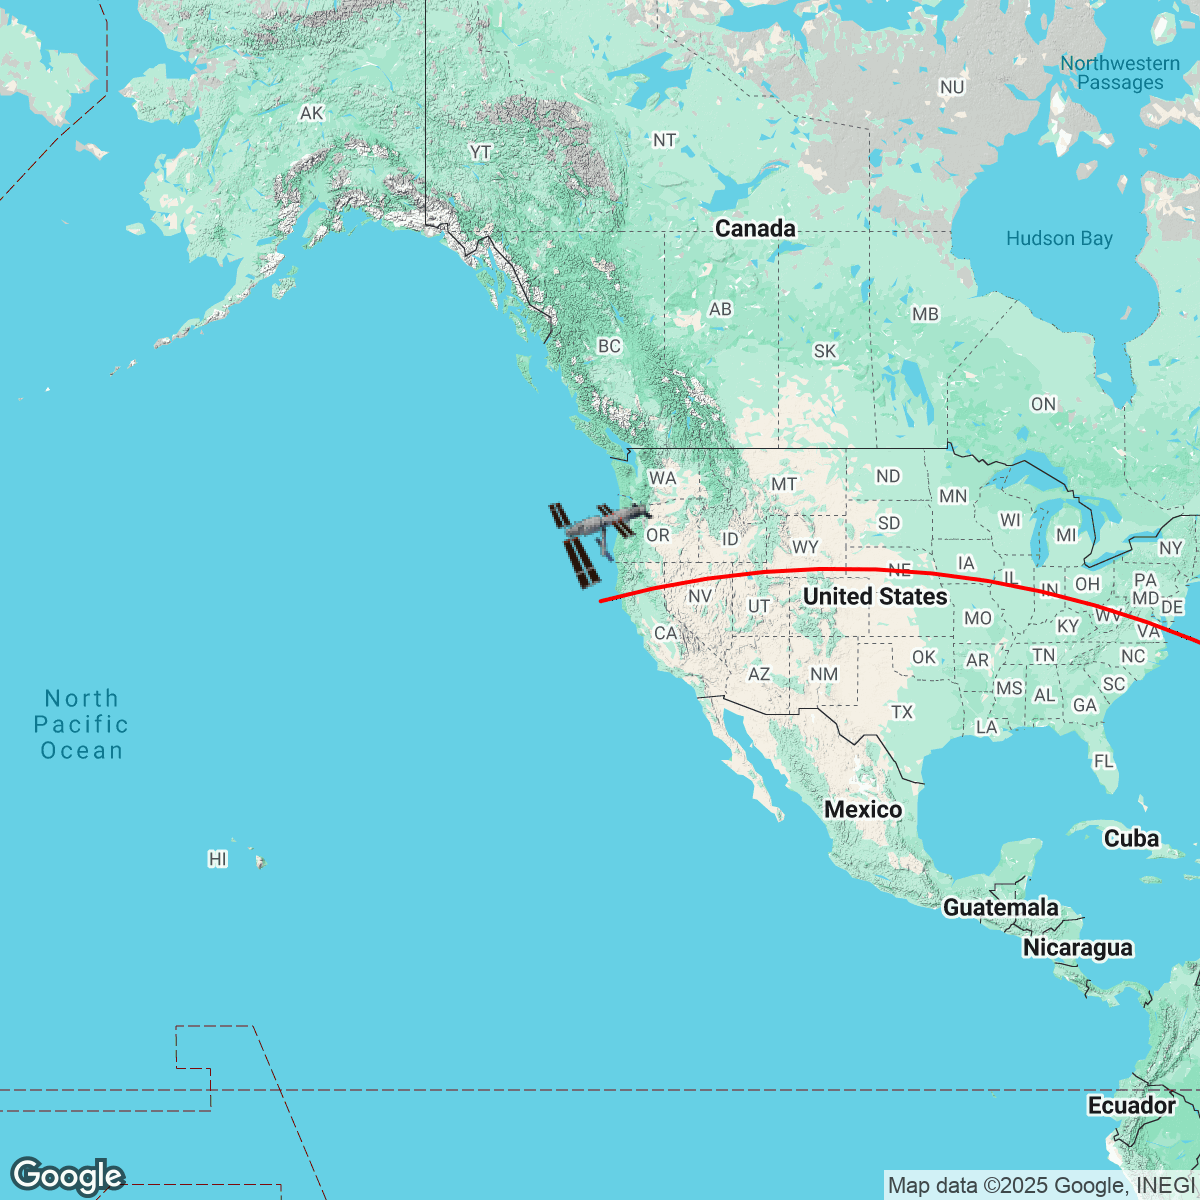 Northwestern
Passages
NU
AK
NT
YT
Canada
Hudson Bay
AB
MB
BC
SK
ON
WA
ND
MT
MN
WI
SD
MI
OR
ID
NY
WY
IA
NE
IL
OH
PA
IN
NV
United States
MD
UT
DE
MO
WV
KY
VA
CA
OK
TN
NC
AR
AZ
NM
MS
SC
AL
North
Pacific
Ocean
GA
TX
LA
FL
Mexico
Cuba
HI
Guatemala
Nicaragua
Ecuador
Google
Map data ©2025 Google, INEGI